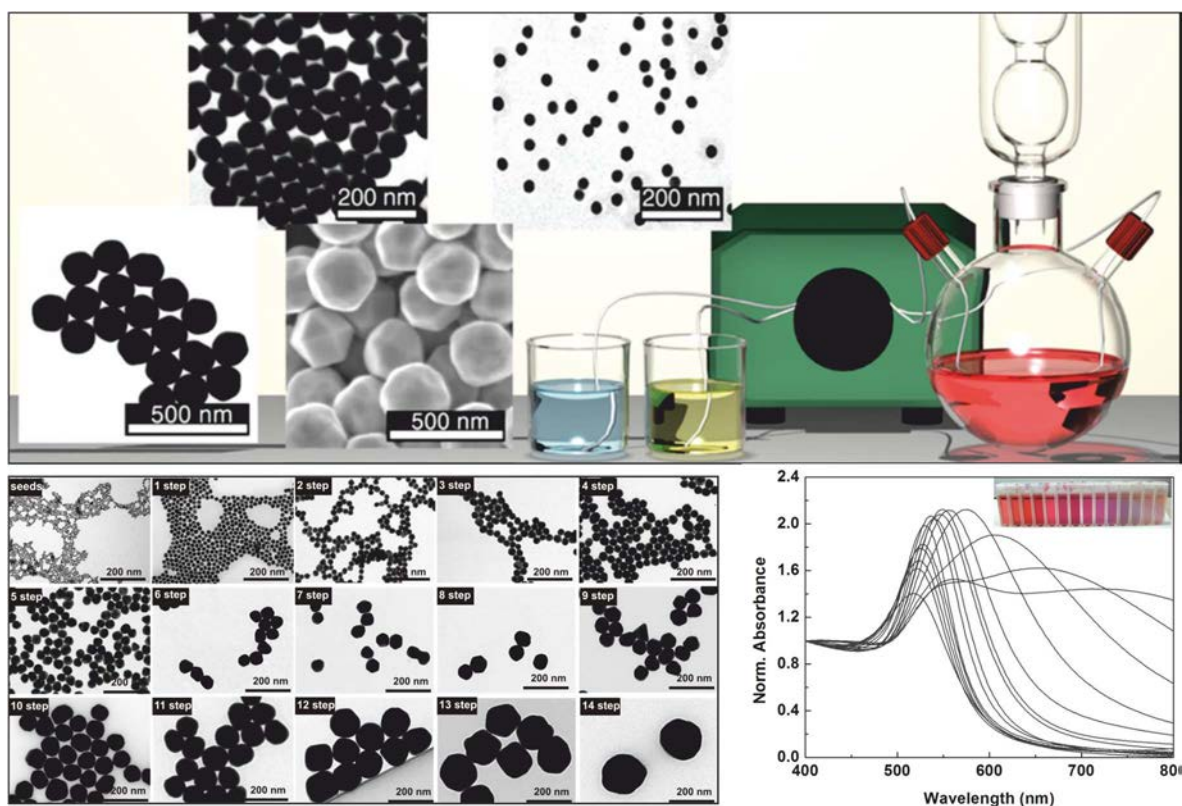 200 nm
200 nm
500 nm
500 nm
seeds
200 nm
1 step
200 nm
2 step
200 nm
3 step
200 nm
4 step
200 nm
5 step
200 nm
6 step
200 nm
7 step
200 nm
8 step
200 nm
9 step
200 nm
10 step
200 nm
11 step
200 nm
12 step
200 nm
13 step
200 nm
14 step
200 nm
2.4
2.0
1.6
1.2
0.8
0.4
0.0
Norm. Absorbance
400 500 600 700 800
Wavelength (nm)